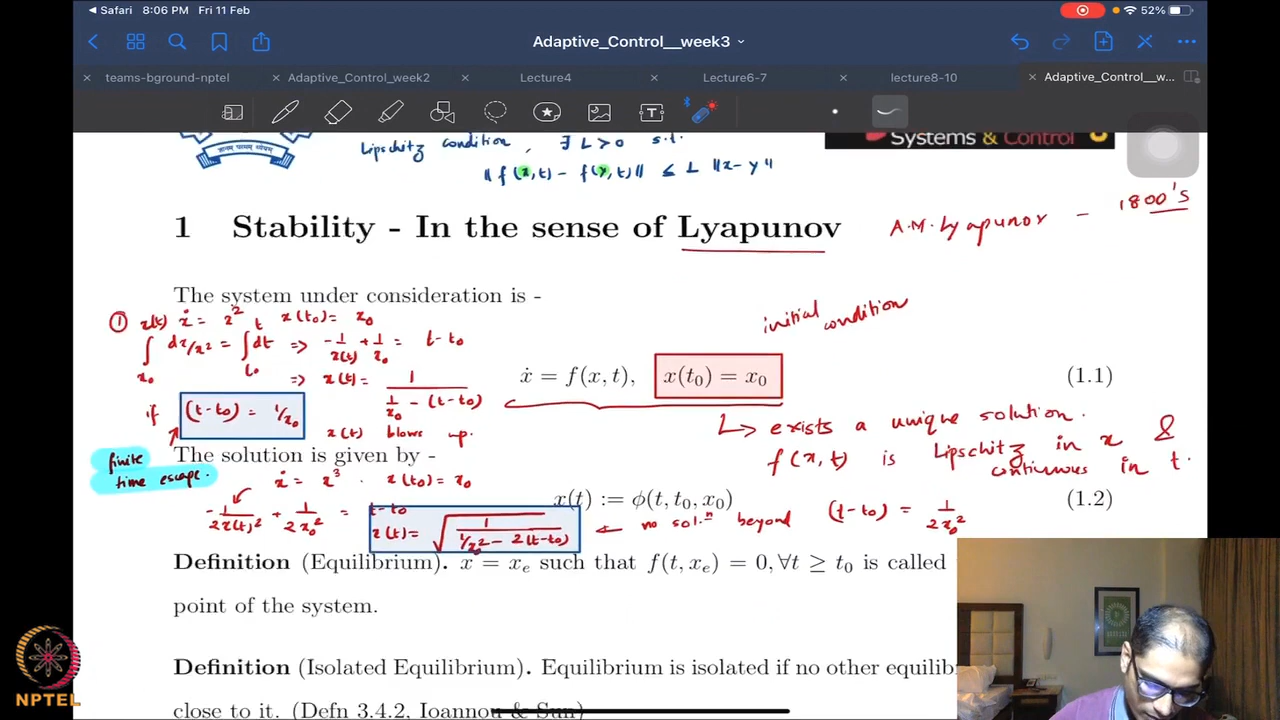 Safari 8:06 PM Fri 11 Feb 52%
Adaptive_Control__week3
teams-bground-nptel Adaptive_Control_week2 Lecture4 Lecture6-7 lecture8-10 Adaptive_Control__w...
Lipschitz condition , ∃ L > 0 s.t.
|| f(x,t) - f(y,t) || ≤ L ||x-y||
Systems & Control
ज्ञानम् परमम् ध्येयम्
1 Stability - In the sense of Lyapunov
A.M. Lyapunov - 1800's
The system under consideration is -
① x(t) ẋ = x² x(t₀) = x₀
∫_{x₀} dx/x² = ∫_{t₀}^{t} dt ⇒ -1/x(t) + 1/x₀ = t-t₀
⇒ x(t) = 1/(1/x₀ - (t-t₀))
if (t-t₀) = 1/x₀ x(t) blows up.
finite time escape.
initial condition
ẋ = f(x, t), x(t₀) = x₀ (1.1)
↳ exists a unique solution.
f(x,t) is Lipschitz in x & continuous in t.
The solution is given by -
ẋ = x³ . x(t₀) = x₀
x(t) := ϕ(t, t₀, x₀) (1.2)
-1/2x(t)² + 1/2x₀² = t-t₀
x(t) = √(1/(1/x₀² - 2(t-t₀))) ← no solⁿ beyond (t-t₀) = 1/2x₀²
Definition (Equilibrium). x = xₑ such that f(t, xₑ) = 0, ∀t ≥ t₀ is called
point of the system.
Definition (Isolated Equilibrium). Equilibrium is isolated if no other equilib
close to it. (Defn 3.4.2, Ioannou & Sun)
NPTEL